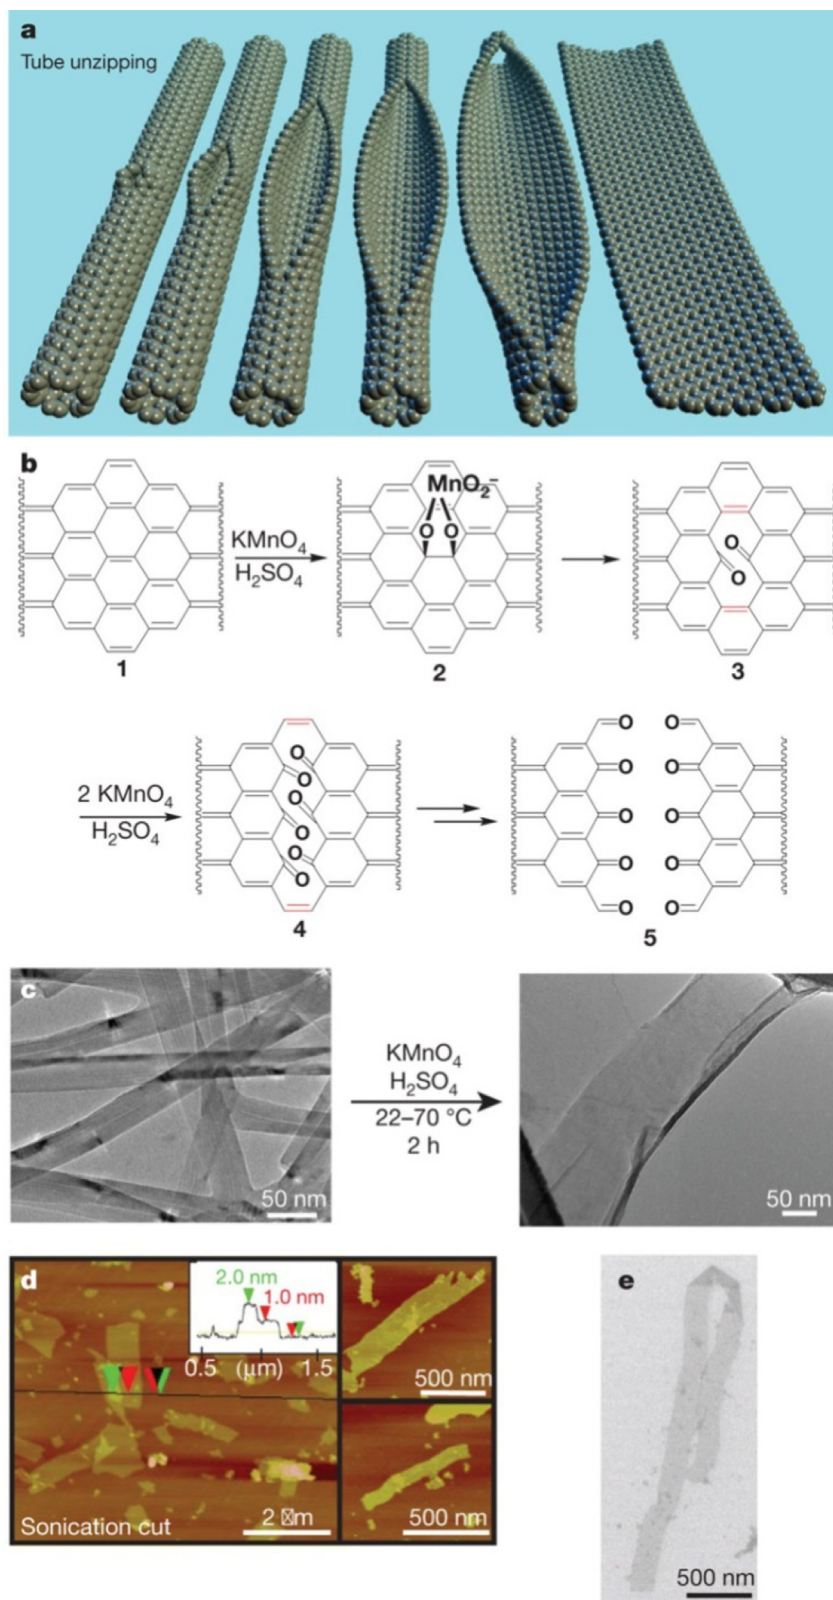 a
Tube unzipping
b
KMnO₄
H₂SO₄
MnO₂⁻
O O
O
O
1
2
3
2 KMnO₄
H₂SO₄
O
O
O
O
O
O
O O
O O
O O
O O
O O
4
5
c
50 nm
KMnO₄
H₂SO₄
22–70 °C
2 h
50 nm
d
2.0 nm
1.0 nm
0.5 (μm) 1.5
Sonication cut
2 m
500 nm
500 nm
e
500 nm